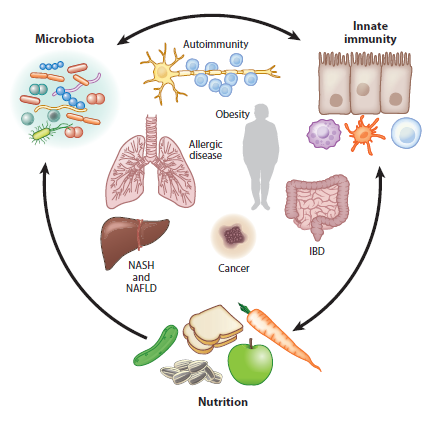 Microbiota
Innate
immunity
Autoimmunity
Obesity
Allergic
disease
IBD
NASH
and
NAFLD
Cancer
Nutrition